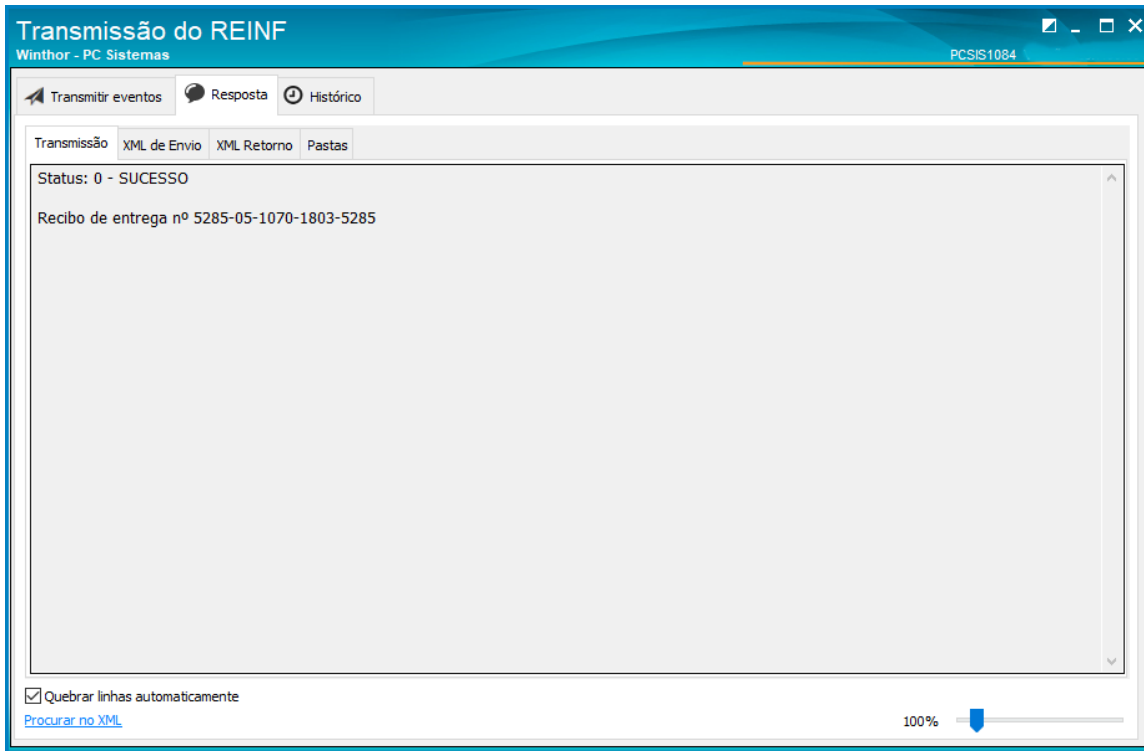 Transmissão do REINF
Winthor - PC Sistemas
PCSIS1084
Transmitir eventos
Resposta
Histórico
Transmissão
XML de Envio
XML Retorno
Pastas
Status: 0 - SUCESSO
Recibo de entrega nº 5285-05-1070-1803-5285
Quebrar linhas automaticamente
Procurar no XML
100%